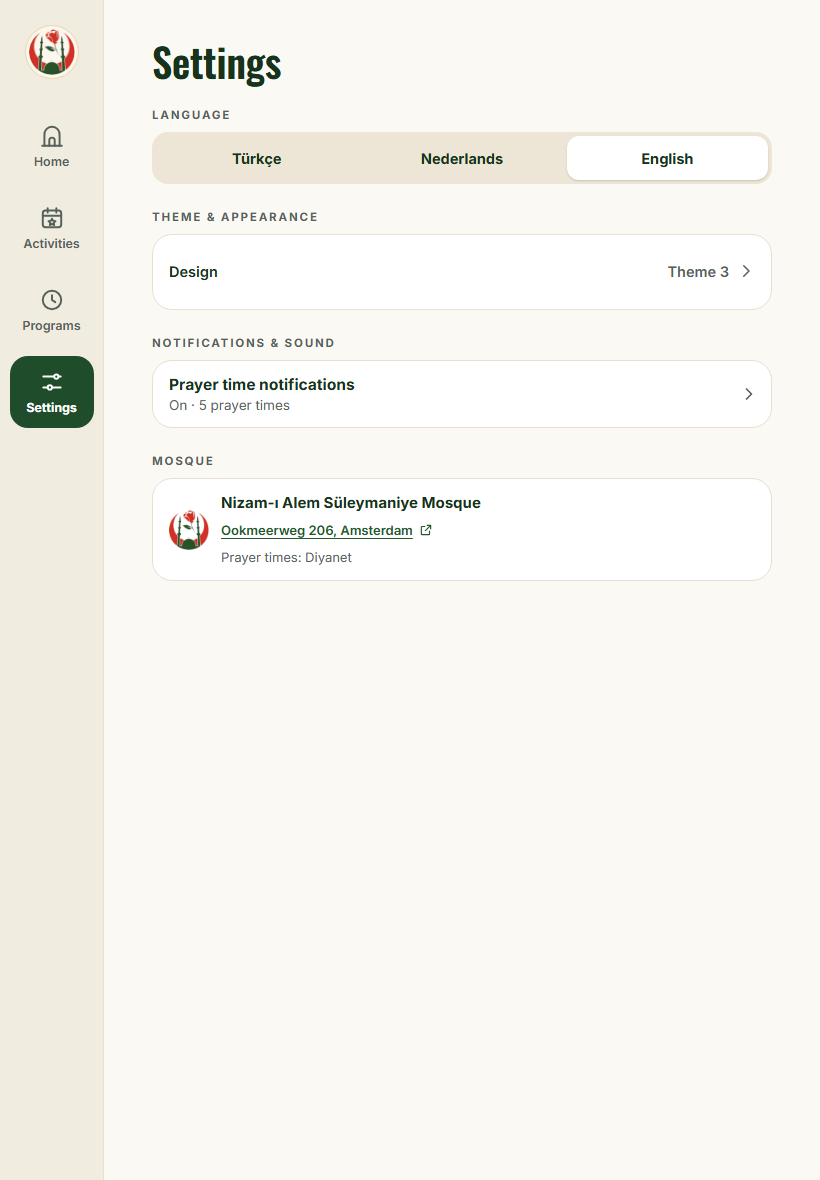 Settings
LANGUAGE
Türkçe
Nederlands
English
THEME & APPEARANCE
Design
Theme 3
NOTIFICATIONS & SOUND
Prayer time notifications
On · 5 prayer times
MOSQUE
Nizam-ı Alem Süleymaniye Mosque
Ookmeerweg 206, Amsterdam
Prayer times: Diyanet
Home
Activities
Programs
Settings